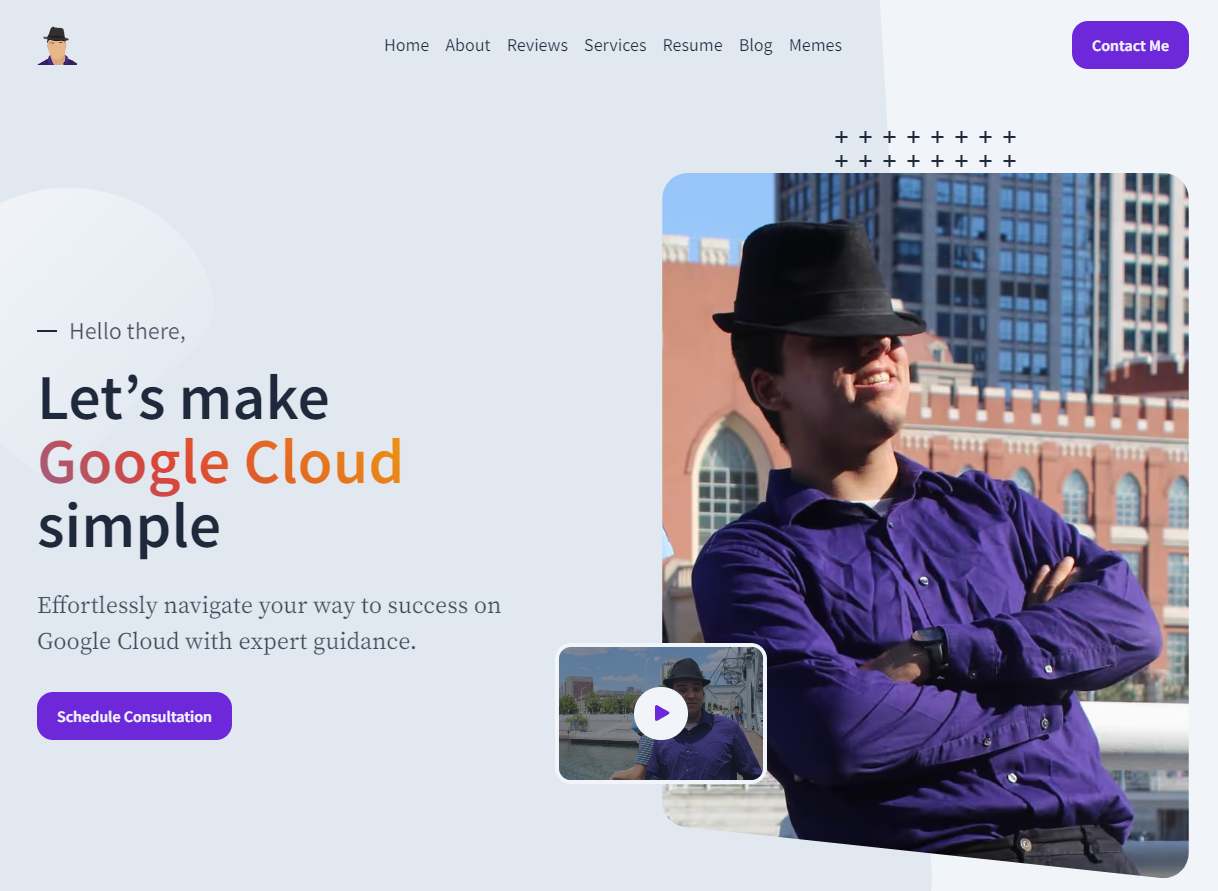 Home About Reviews Services Resume Blog Memes
Contact Me
Hello there,
Let’s make
Google Cloud
simple
Effortlessly navigate your way to success on
Google Cloud with expert guidance.
Schedule Consultation